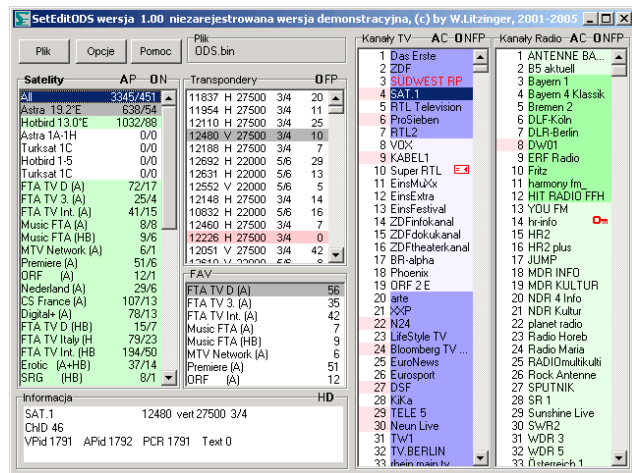 SetEditODS wersja 1.00 niezarejestrowana wersja demonstracyjna, (c) by W.Litzinger, 2001-2005
Plik
Opcje
Pomoc
Plik
ODS.bin
Satelity AP ON
All 3345/451
Astra 19.2°E 638/54
Hotbird 13.0°E 1032/88
Astra 1A-1H 0/0
Turksat 1C 0/0
Hotbird 1-5 0/0
Turksat 1C 0/0
FTA TV D (A) 72/17
FTA TV 3. (A) 25/4
FTA TV Int. (A) 41/15
Music FTA (A) 8/8
Music FTA (HB) 9/6
MTV Network (A) 6/1
Premiere (A) 51/6
ORF (A) 12/1
Nederland (A) 29/6
CS France (A) 107/13
Digital+ (A) 78/13
FTA TV D (HB) 15/7
FTA TV Italy (H 79/23
FTA TV Int. (HB 194/50
Erotic (A+HB) 37/14
SRG (HB) 8/1
Transpondery 0FP
11837 H 27500 3/4 20
11954 H 27500 3/4 11
12110 H 27500 3/4 25
12480 V 27500 3/4 10
12188 H 27500 3/4 7
12692 H 22000 5/6 29
12631 H 22000 5/6 13
12552 V 22000 5/6 5
12148 H 27500 3/4 14
10832 H 22000 5/6 16
12460 H 27500 3/4 7
12226 H 27500 3/4 0
12051 V 27500 3/4 42
FAV
FTA TV D (A) 56
FTA TV 3. (A) 35
FTA TV Int. (A) 42
Music FTA (A) 7
Music FTA (HB) 9
MTV Network (A) 6
Premiere (A) 51
ORF (A) 12
Kanały TV AC 0NFP
1 Das Erste
2 ZDF
3 SÜDWEST RP
4 SAT.1
5 RTL Television
6 ProSieben
7 RTL2
8 VOX
9 KABEL1
10 Super RTL
11 EinsMuXx
12 EinsExtra
13 EinsFestival
14 ZDFinfokanal
15 ZDFdokukanal
16 ZDFtheaterkanal
17 BR-alpha
18 Phoenix
19 ORF 2 E
20 arte
21 XXP
22 N24
23 LifeStyle TV
24 Bloomberg TV ...
25 EuroNews
26 Eurosport
27 DSF
28 KiKa
29 TELE 5
30 Neun Live
31 TW1
32 TV.BERLIN
33 rhein main tv
Kanały Radio AC 0NFP
1 ANTENNE BA...
2 B5 aktuell
3 Bayern 1
4 Bayern 4 Klassik
5 Bremen 2
6 DLF-Köln
7 DLR-Berlin
8 DW01
9 ERF Radio
10 Fritz
11 harmony fm_
12 HIT RADIO FFH
13 YOU FM
14 hr-info
15 HR2
16 HR2 plus
17 JUMP
18 MDR INFO
19 MDR KULTUR
20 NDR 4 Info
21 NDR Kultur
22 planet radio
23 Radio Horeb
24 Radio Maria
25 RADIOmultikulti
26 Rock Antenne
27 SPUTNIK
28 SR 1
29 Sunshine Live
30 SWR2
31 WDR 3
32 WDR 5
33 Österreich 1
Informacja HD
SAT.1 12480 vert 27500 3/4
ChID 46
VPid 1791 APid 1792 PCR 1791 Text 0